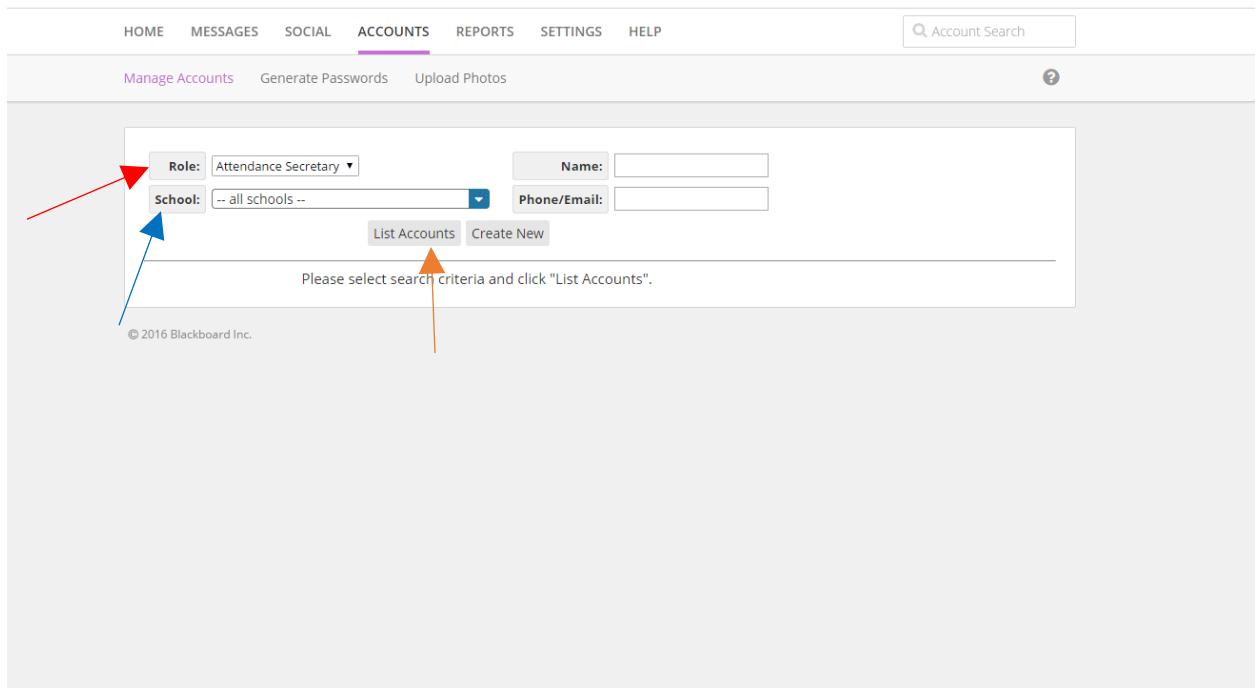 HOME MESSAGES SOCIAL ACCOUNTS REPORTS SETTINGS HELP Account Search
Manage Accounts Generate Passwords Upload Photos ?
Role: Attendance Secretary Name:
School: -- all schools -- Phone/Email:
List Accounts Create New
Please select search criteria and click "List Accounts".
© 2016 Blackboard Inc.